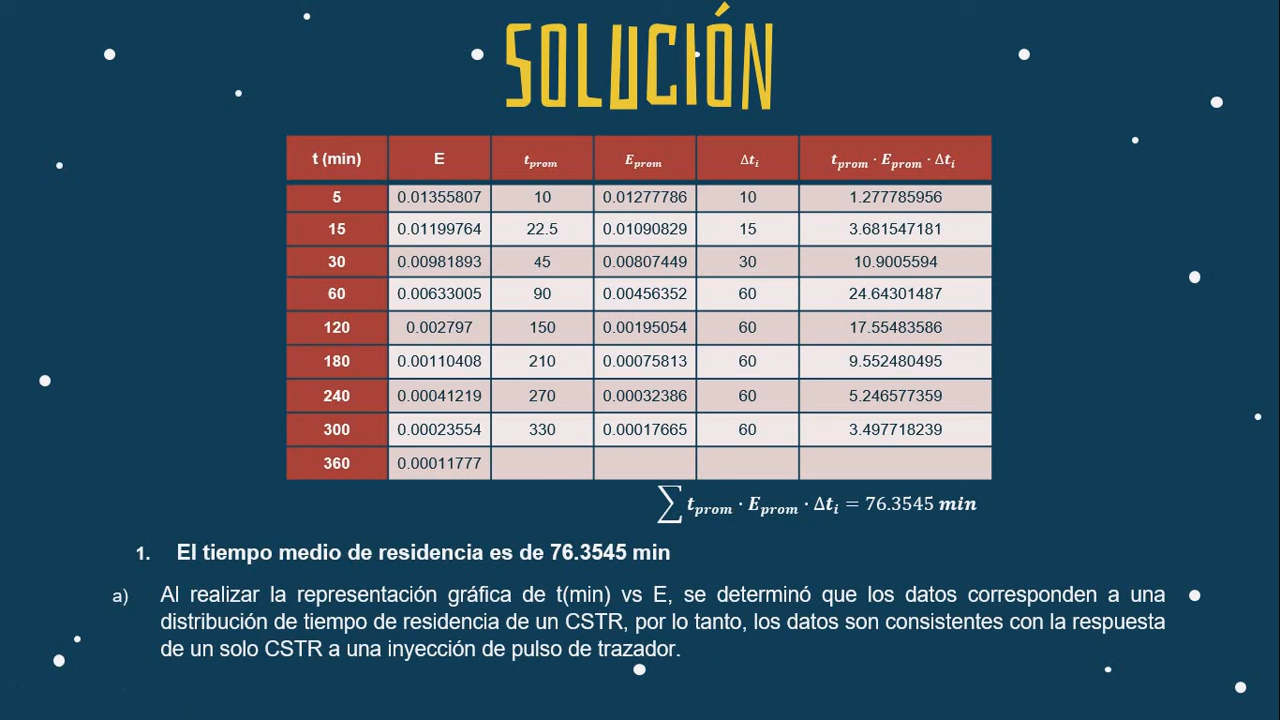 SOLUCIÓN
t (min) E t_prom E_prom Δt_i t_prom · E_prom · Δt_i
5 0.01355807 10 0.01277786 10 1.277785956
15 0.01199764 22.5 0.01090829 15 3.681547181
30 0.00981893 45 0.00807449 30 10.9005594
60 0.00633005 90 0.00456352 60 24.64301487
120 0.002797 150 0.00195054 60 17.55483586
180 0.00110408 210 0.00075813 60 9.552480495
240 0.00041219 270 0.00032386 60 5.246577359
300 0.00023554 330 0.00017665 60 3.497718239
360 0.00011777
∑ t_prom · E_prom · Δt_i = 76.3545 min
1. El tiempo medio de residencia es de 76.3545 min
a) Al realizar la representación gráfica de t(min) vs E, se determinó que los datos corresponden a una
distribución de tiempo de residencia de un CSTR, por lo tanto, los datos son consistentes con la respuesta
de un solo CSTR a una inyección de pulso de trazador.